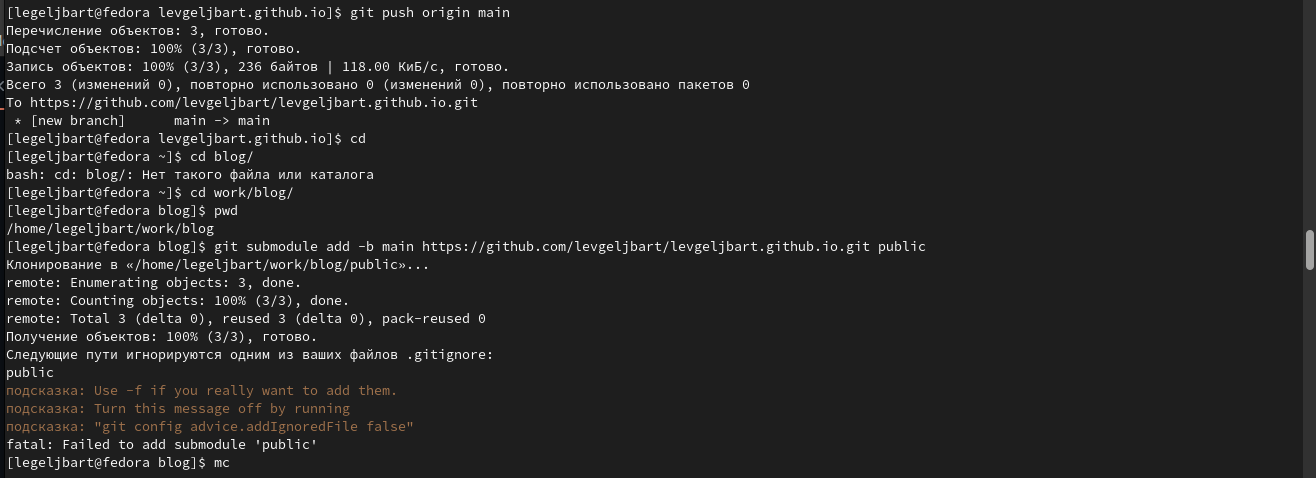 [legeljbart@fedora levgeljbart.github.io]$ git push origin main
Перечисление объектов: 3, готово.
Подсчет объектов: 100% (3/3), готово.
Запись объектов: 100% (3/3), 236 байтов | 118.00 КиБ/с, готово.
Всего 3 (изменений 0), повторно использовано 0 (изменений 0), повторно использовано пакетов 0
To https://github.com/levgeljbart/levgeljbart.github.io.git
 * [new branch]      main -> main
[legeljbart@fedora levgeljbart.github.io]$ cd
[legeljbart@fedora ~]$ cd blog/
bash: cd: blog/: Нет такого файла или каталога
[legeljbart@fedora ~]$ cd work/blog/
[legeljbart@fedora blog]$ pwd
/home/legeljbart/work/blog
[legeljbart@fedora blog]$ git submodule add -b main https://github.com/levgeljbart/levgeljbart.github.io.git public
Клонирование в «/home/legeljbart/work/blog/public»...
remote: Enumerating objects: 3, done.
remote: Counting objects: 100% (3/3), done.
remote: Total 3 (delta 0), reused 3 (delta 0), pack-reused 0
Получение объектов: 100% (3/3), готово.
Следующие пути игнорируются одним из ваших файлов .gitignore:
public
подсказка: Use -f if you really want to add them.
подсказка: Turn this message off by running
подсказка: "git config advice.addIgnoredFile false"
fatal: Failed to add submodule 'public'
[legeljbart@fedora blog]$ mc